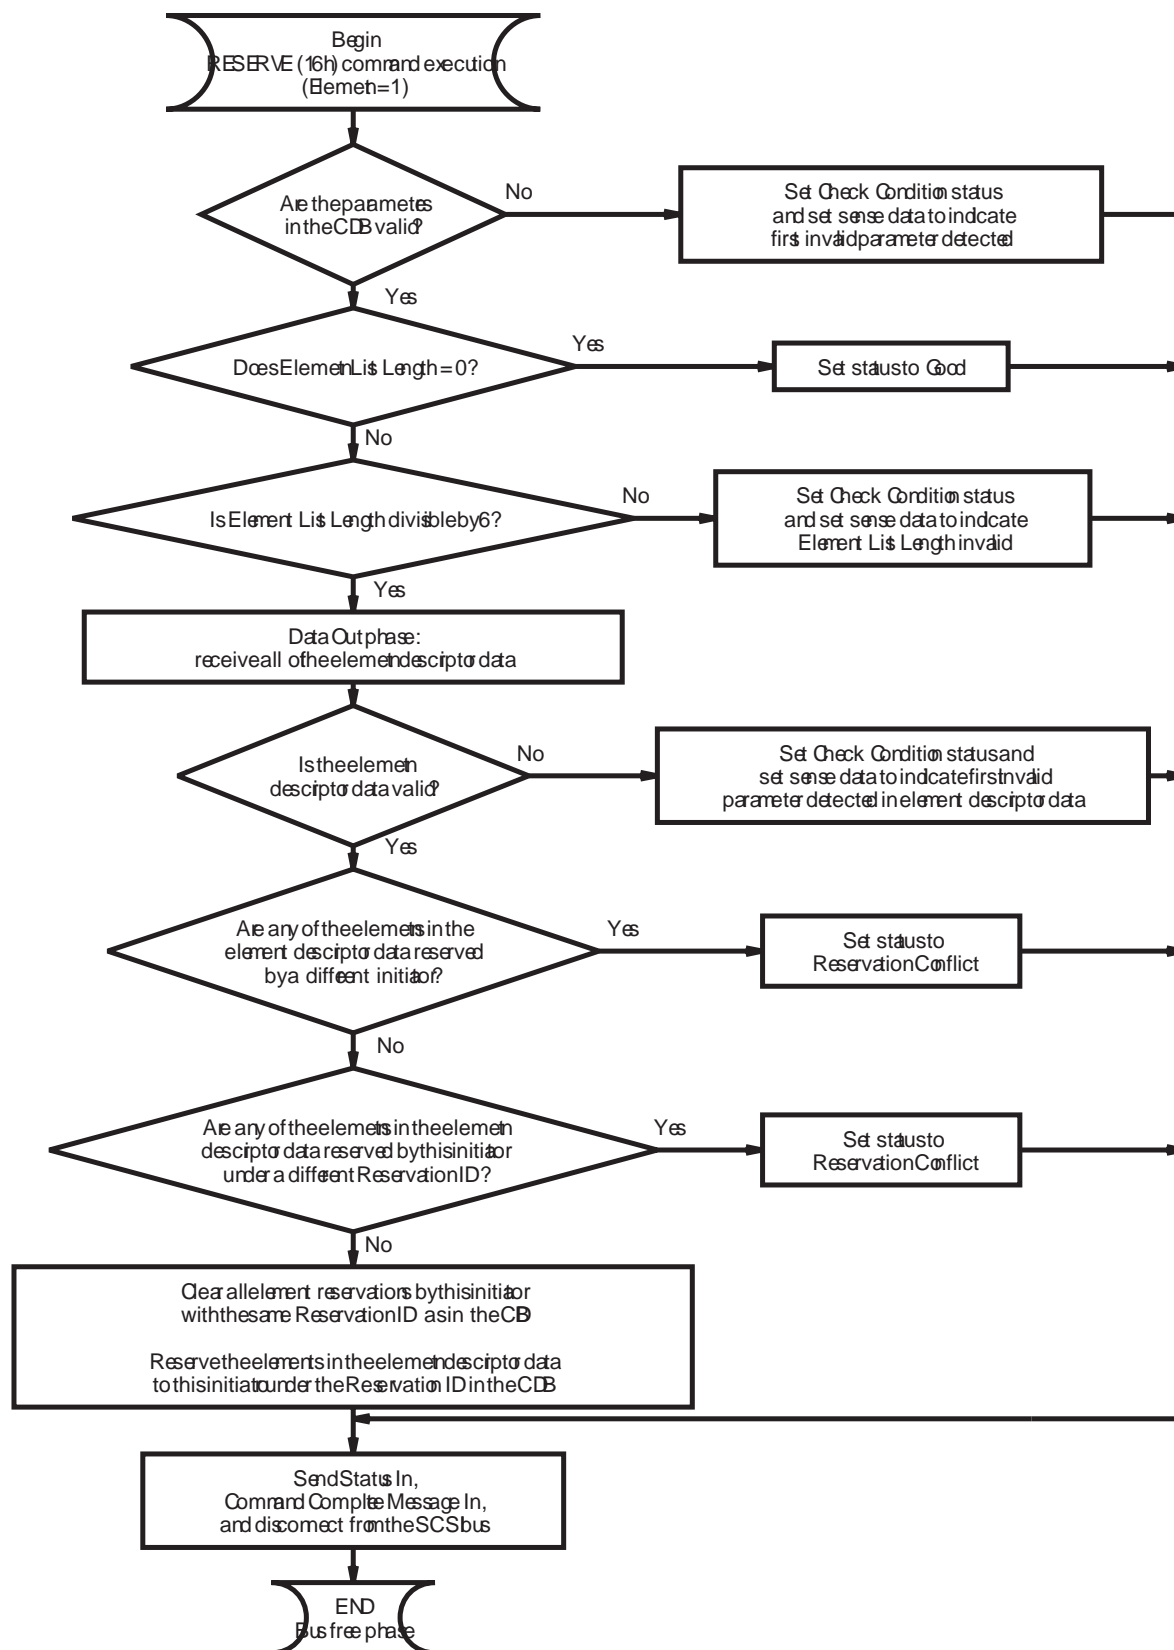 Begin
RESERVE (16h) command execution
(Element = 1)
Are the parameters
in the CDB valid?
No
Set Check Condition status
and set sense data to indicate
first invalid parameter detected
Yes
Does Element List Length = 0?
Yes
Set status to Good
No
Is Element List Length divisible by 6?
No
Set Check Condition status
and set sense data to indicate
Element List Length invalid
Yes
Data Out phase:
receive all of the element descriptor data
Is the element
descriptor data valid?
No
Set Check Condition status and
set sense data to indicate first invalid
parameter detected in element descriptor data
Yes
Are any of the elements in the
element descriptor data reserved
by a different initiator?
Yes
Set status to
Reservation Conflict
No
Are any of the elements in the element
descriptor data reserved by this initiator
under a different Reservation ID?
Yes
Set status to
Reservation Conflict
No
Clear all element reservations by this initiator
with the same Reservation ID as in the CBD
Reserve the elements in the element descriptor data
to this initiator under the Reservation ID in the CDB
Send Status In,
Command Complete Message In,
and disconnect from the SCSI bus
END
Bus free phase